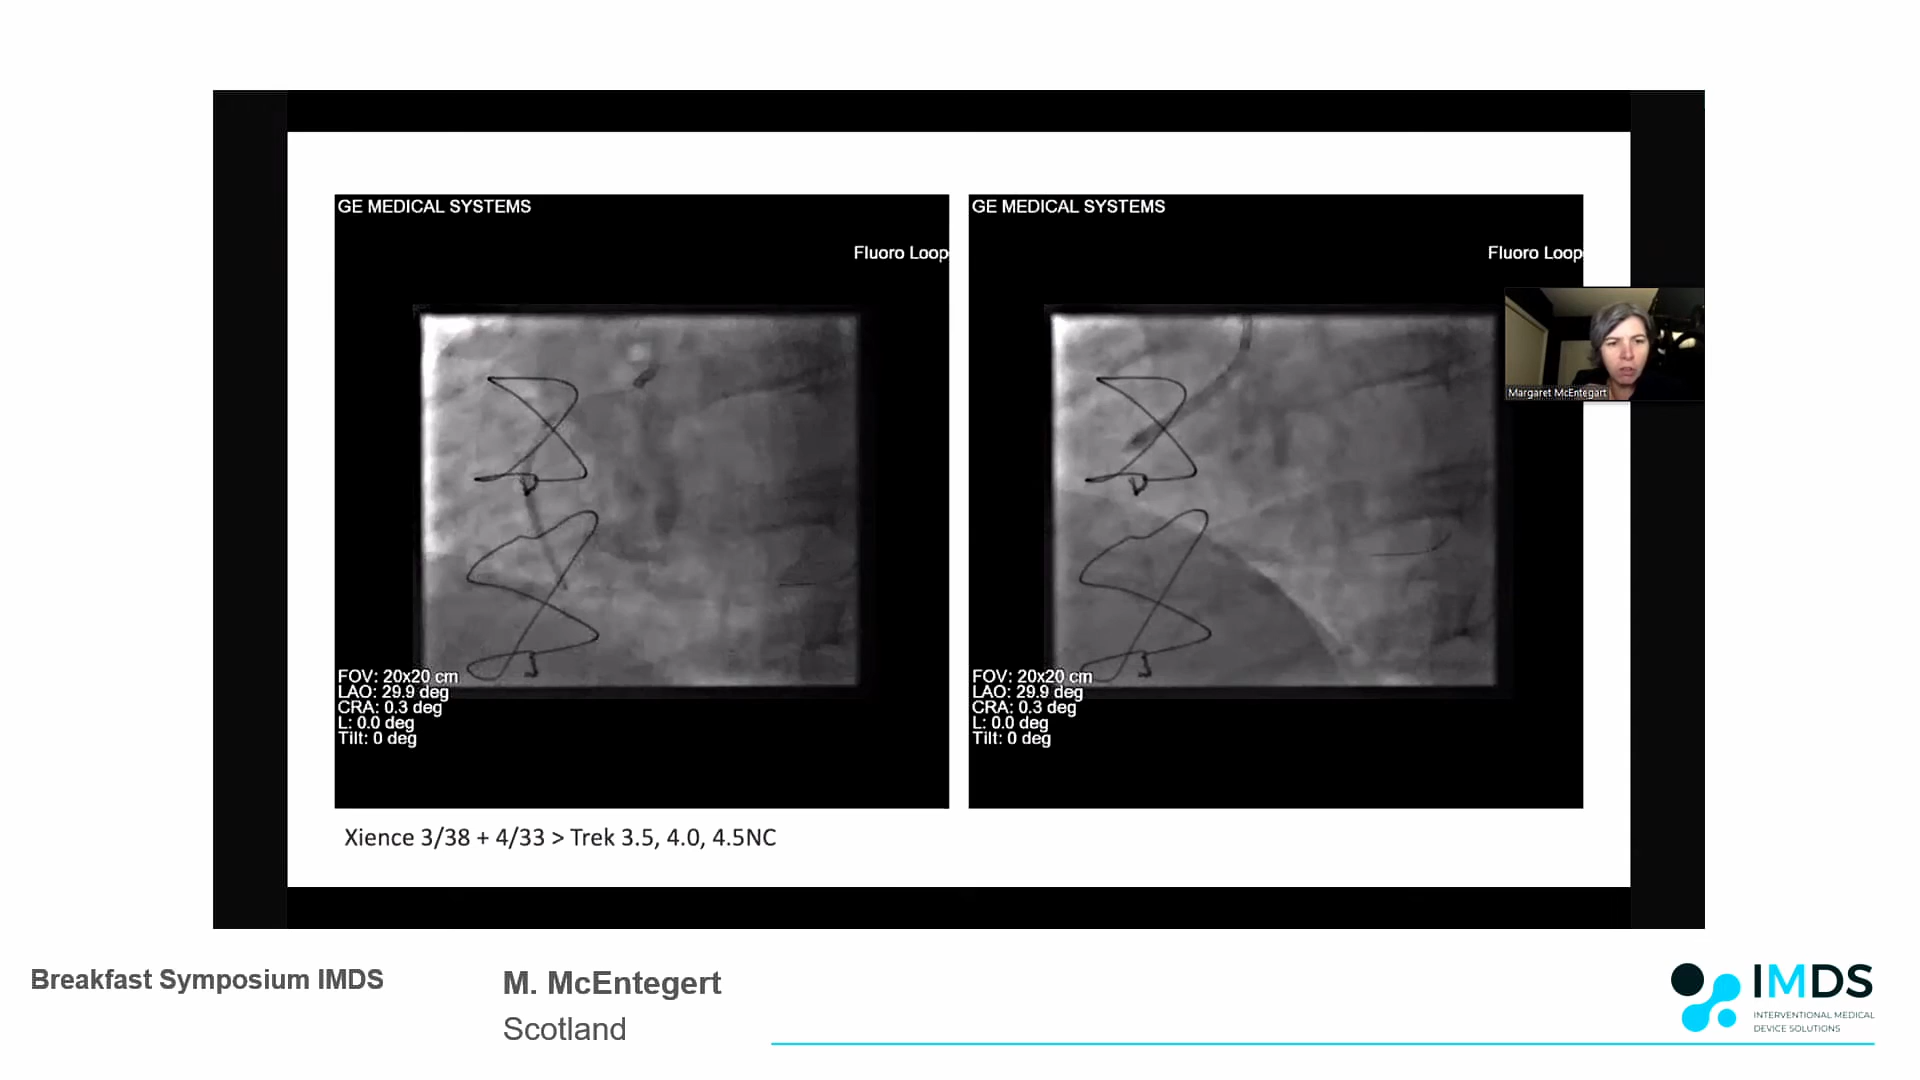 GE MEDICAL SYSTEMS
Fluoro Loop
FOV: 20x20 cm
LAO: 29.9 deg
CRA: 0.3 deg
L: 0.0 deg
Tilt: 0 deg
GE MEDICAL SYSTEMS
Fluoro Loop
FOV: 20x20 cm
LAO: 29.9 deg
CRA: 0.3 deg
L: 0.0 deg
Tilt: 0 deg
Margaret McEntegart
Xience 3/38 + 4/33 > Trek 3.5, 4.0, 4.5NC
Breakfast Symposium IMDS
M. McEntegert
Scotland
IMDS
INTERVENTIONAL MEDICAL
DEVICE SOLUTIONS